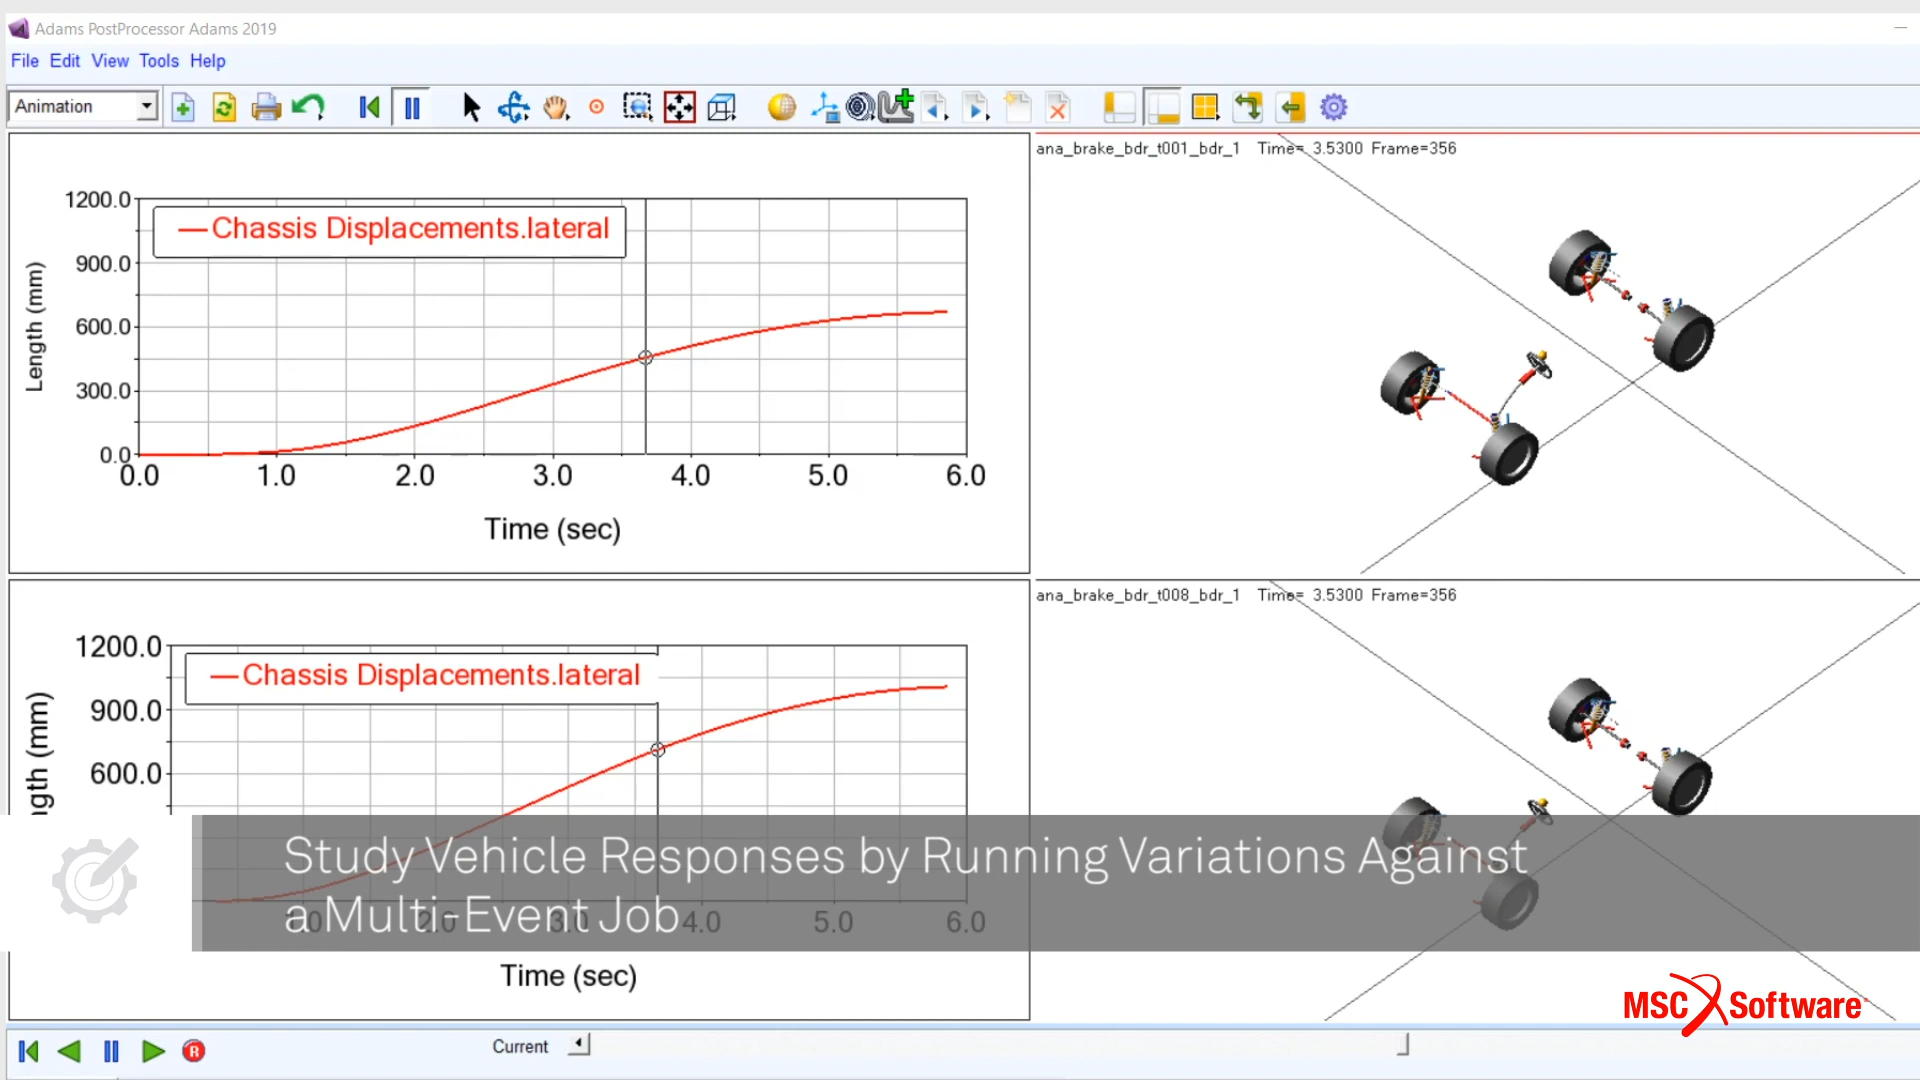 Adams PostProcessor Adams 2019
File Edit View Tools Help
Animation
1200.0
Chassis Displacements.lateral
900.0
600.0
300.0
0.0
Length (mm)
0.0 1.0 2.0 3.0 4.0 5.0 6.0
Time (sec)
ana_brake_bdr_t001_bdr_1 Time= 3.5300 Frame=356
1200.0
Chassis Displacements.lateral
900.0
600.0
ngth (mm)
ana_brake_bdr_t008_bdr_1 Time= 3.5300 Frame=356
Study Vehicle Responses by Running Variations Against
a Multi-Event Job
4.0 5.0 6.0
Time (sec)
MSC Software
R
Current